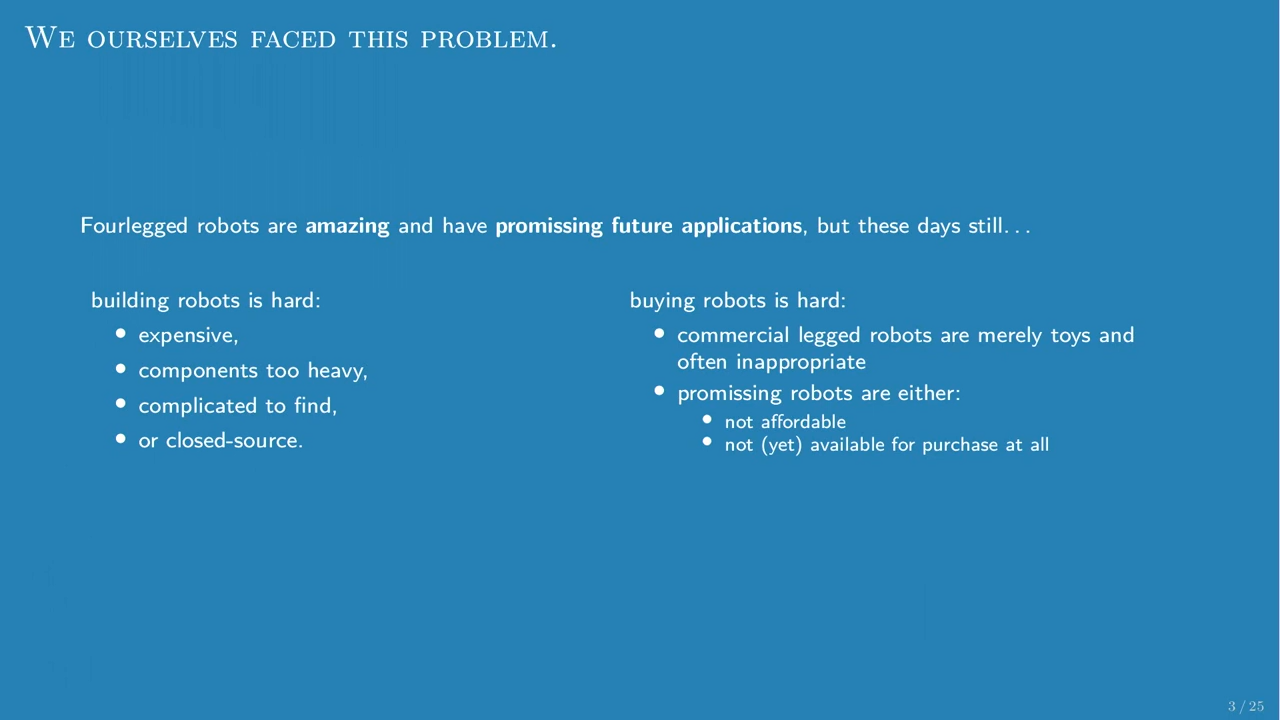 We ourselves faced this problem.
Fourlegged robots are amazing and have promissing future applications, but these days still...
building robots is hard:
• expensive,
• components too heavy,
• complicated to find,
• or closed-source.
buying robots is hard:
• commercial legged robots are merely toys and
often inappropriate
• promissing robots are either:
• not affordable
• not (yet) available for purchase at all
3 / 25